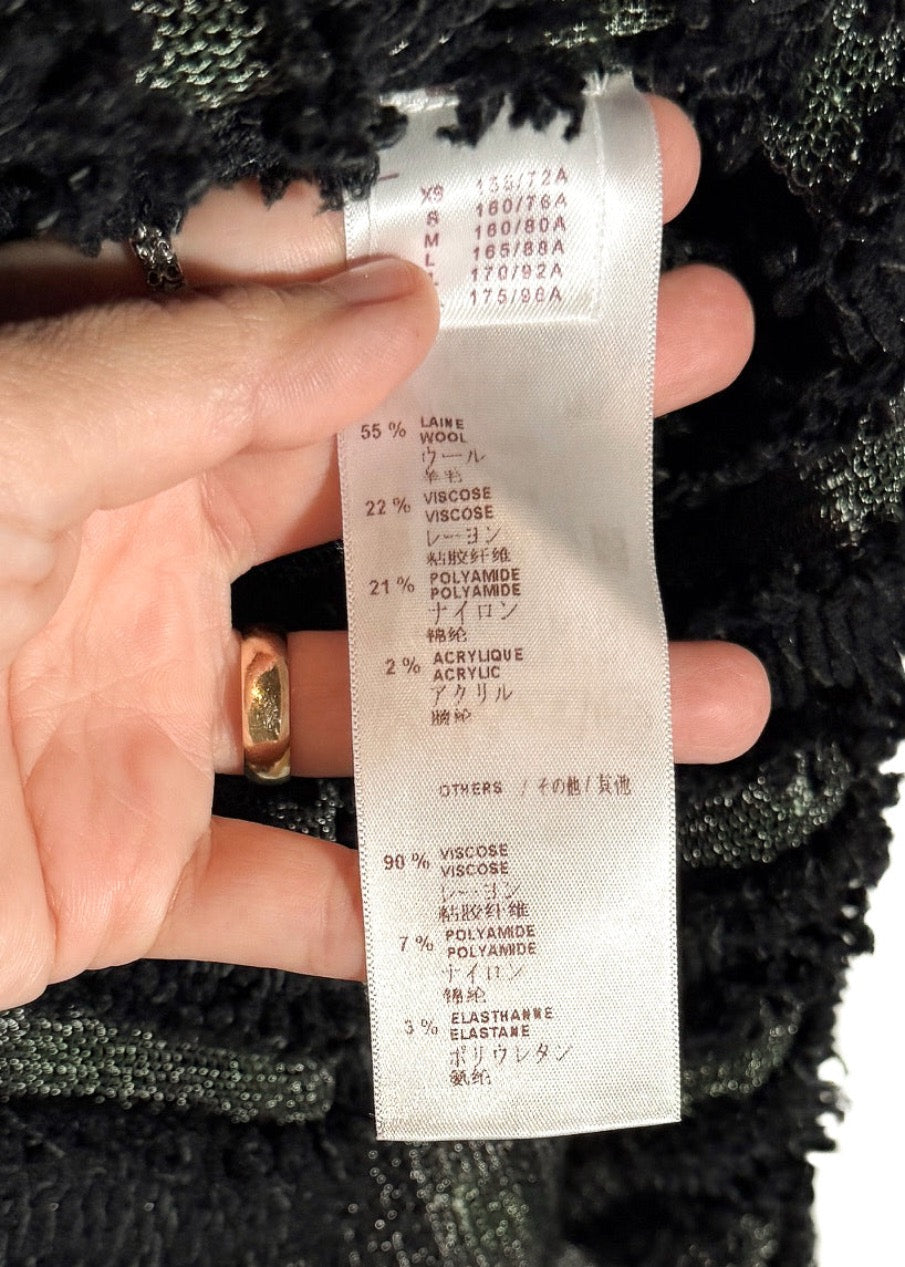 XS 155/72A
S 160/76A
M 160/80A
L 165/88A
170/92A
175/96A
55 % LAINE
WOOL
ウール
羊毛
22 % VISCOSE
VISCOSE
レーヨン
粘胶纤维
21 % POLYAMIDE
POLYAMIDE
ナイロン
锦纶
2 % ACRYLIQUE
ACRYLIC
アクリル
腈纶
OTHERS / その他 / 其他
90 % VISCOSE
VISCOSE
レーヨン
粘胶纤维
7 % POLYAMIDE
POLYAMIDE
ナイロン
锦纶
3 % ELASTHANNE
ELASTANE
ポリウレタン
氨纶